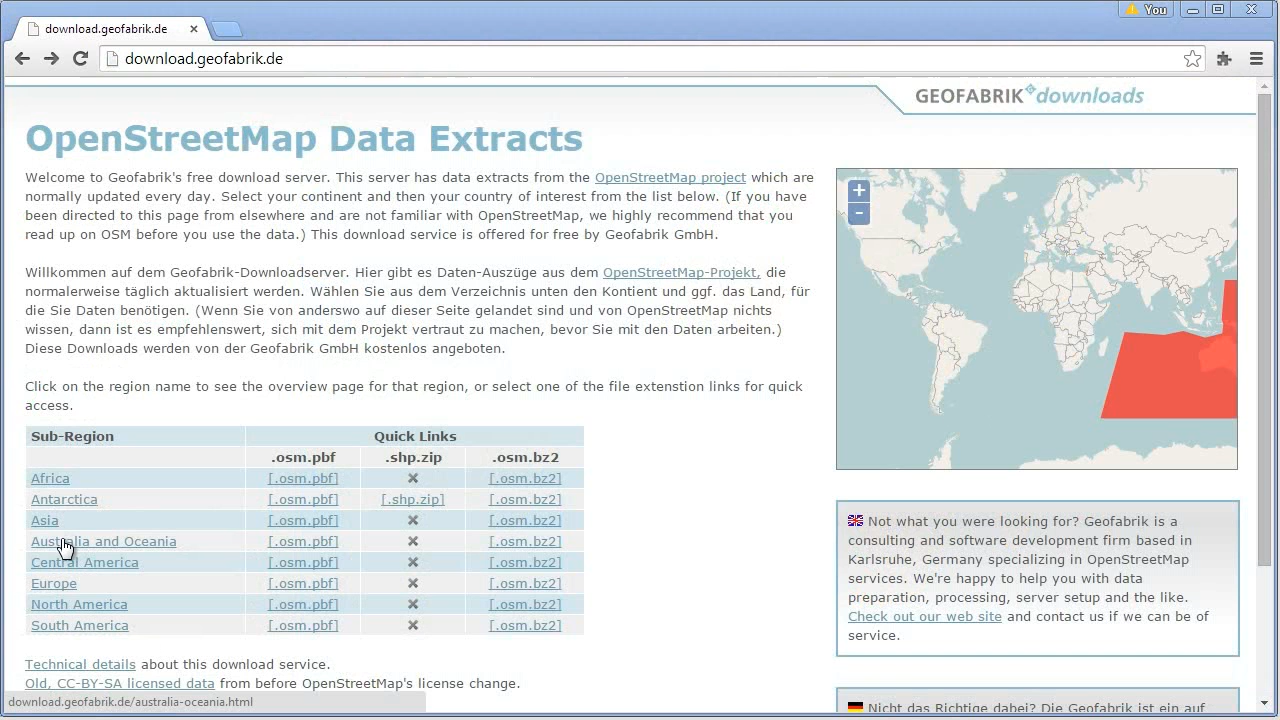 You
download.geofabrik.de
download.geofabrik.de
GEOFABRIK downloads
OpenStreetMap Data Extracts
Welcome to Geofabrik's free download server. This server has data extracts from the OpenStreetMap project which are
normally updated every day. Select your continent and then your country of interest from the list below. (If you have
been directed to this page from elsewhere and are not familiar with OpenStreetMap, we highly recommend that you
read up on OSM before you use the data.) This download service is offered for free by Geofabrik GmbH.
Willkommen auf dem Geofabrik-Downloadserver. Hier gibt es Daten-Auszüge aus dem OpenStreetMap-Projekt, die
normalerweise täglich aktualisiert werden. Wählen Sie aus dem Verzeichnis unten den Kontient und ggf. das Land, für
die Sie Daten benötigen. (Wenn Sie von anderswo auf dieser Seite gelandet sind und von OpenStreetMap nichts
wissen, dann ist es empfehlenswert, sich mit dem Projekt vertraut zu machen, bevor Sie mit den Daten arbeiten.)
Diese Downloads werden von der Geofabrik GmbH kostenlos angeboten.
Click on the region name to see the overview page for that region, or select one of the file extenstion links for quick
access.
Sub-Region Quick Links
.osm.pbf .shp.zip .osm.bz2
Africa [.osm.pbf] ✖ [.osm.bz2]
Antarctica [.osm.pbf] [.shp.zip] [.osm.bz2]
Asia [.osm.pbf] ✖ [.osm.bz2]
Australia and Oceania [.osm.pbf] ✖ [.osm.bz2]
Central America [.osm.pbf] ✖ [.osm.bz2]
Europe [.osm.pbf] ✖ [.osm.bz2]
North America [.osm.pbf] ✖ [.osm.bz2]
South America [.osm.pbf] ✖ [.osm.bz2]
Technical details about this download service.
Old, CC-BY-SA licensed data from before OpenStreetMap's license change.
download.geofabrik.de/australia-oceania.html
+
-
Not what you were looking for? Geofabrik is a
consulting and software development firm based in
Karlsruhe, Germany specializing in OpenStreetMap
services. We're happy to help you with data
preparation, processing, server setup and the like.
Check out our web site and contact us if we can be of
service.
Nicht das Richtige dabei? Die Geofabrik ist ein auf